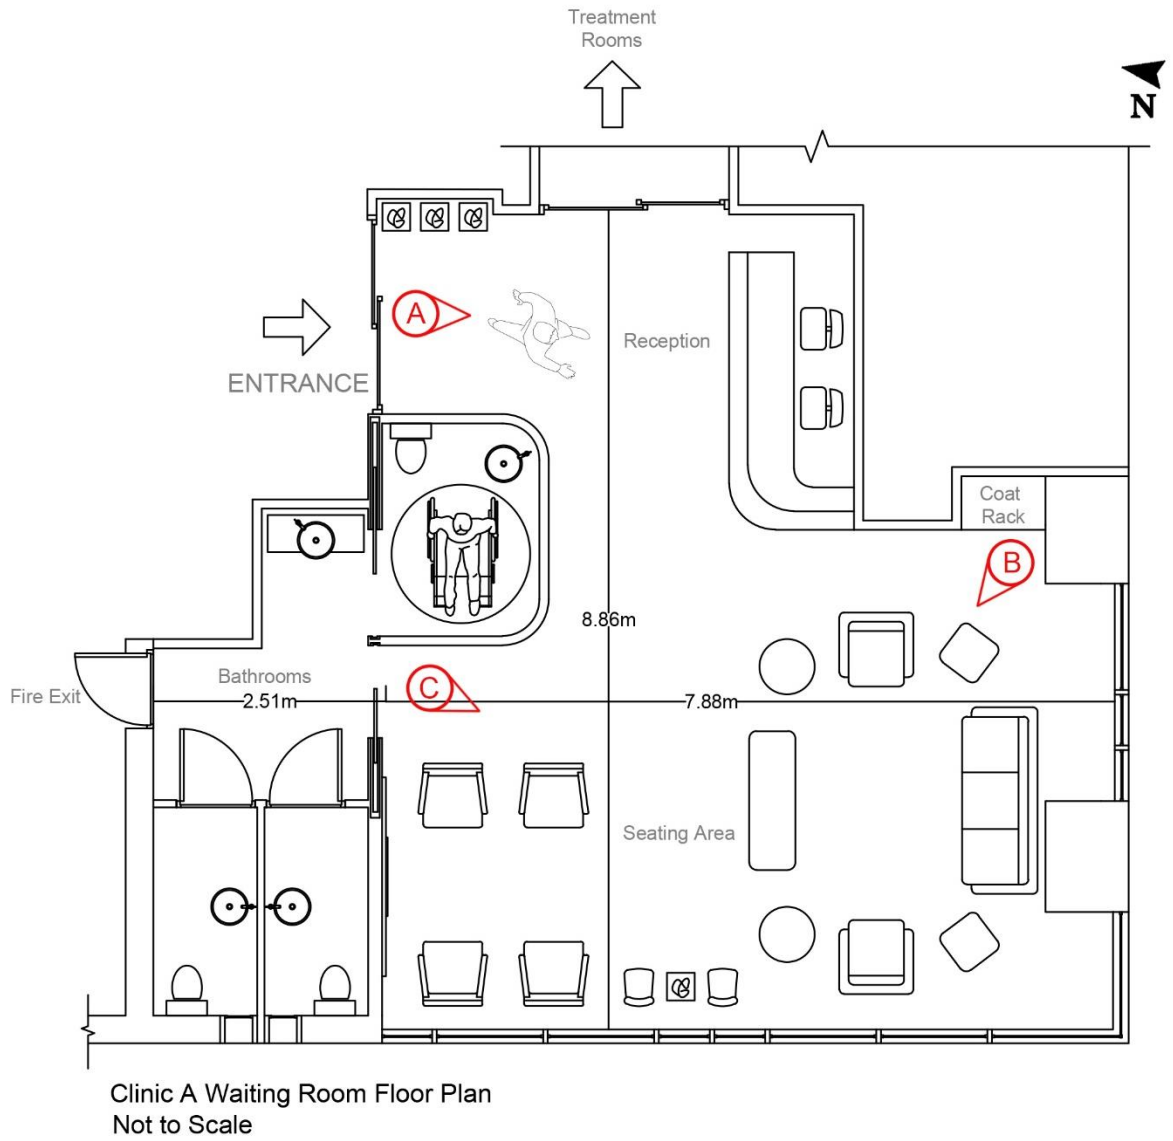 Treatment
Rooms
N
A
Reception
ENTRANCE
Coat
Rack
B
8.86m
Bathrooms
C
Fire Exit
2.51m
7.88m
Seating Area
Clinic A Waiting Room Floor Plan
Not to Scale